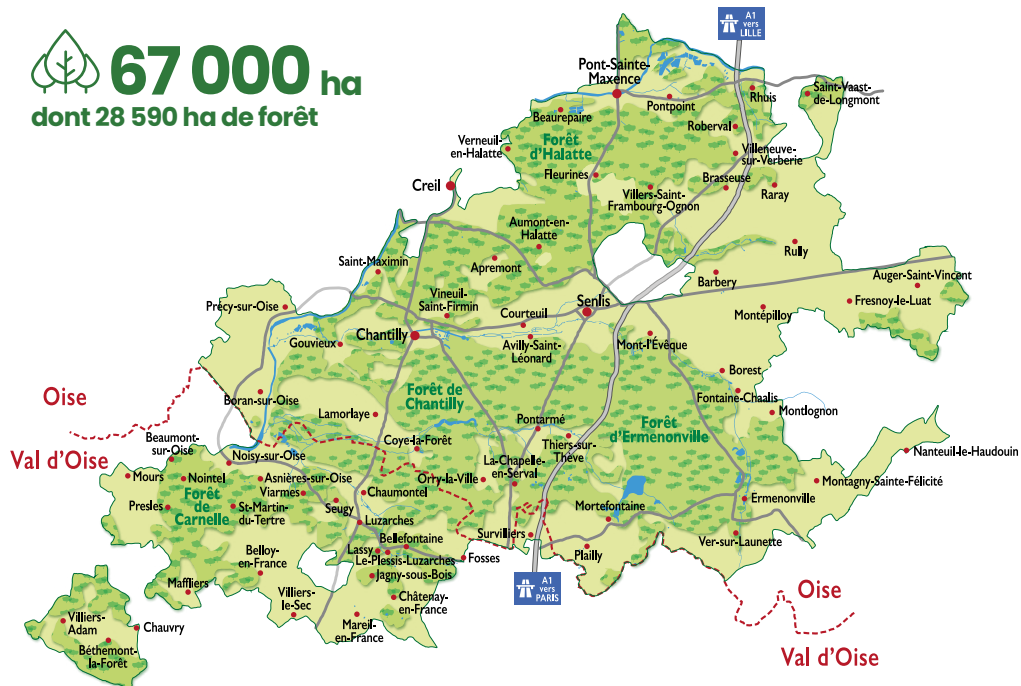 67 000 ha
dont 28 590 ha de forêt
A1
vers
LILLE
Pont-Sainte-
Maxence
Pontpoint
Rhuis
Saint-Vaast-
de-Longmont
Beaurepaire
Roberval
Forêt
d'Halatte
Verneuil-
en-Halatte
Villeneuve-
sur-Verberie
Fleurines
Brasseuse
Creil
Villers-Saint-
Frambourg-Ognon
Raray
Aumont-en-
Halatte
Rully
Saint-Maximin
Apremont
Barbery
Auger-Saint-Vincent
Précy-sur-Oise
Vineuil-
Saint-Firmin
Courteuil
Senlis
Fresnoy-le-Luat
Montépilloy
Gouvieux
Chantilly
Avilly-Saint-
Léonard
Mont-l'Évêque
Borest
Oise
Boran-sur-Oise
Forêt de
Chantilly
Fontaine-Chaalis
Lamorlaye
Montlognon
Pontarmé
Forêt
d'Ermenonville
Val d'Oise
Beaumont-
sur-Oise
Noisy-sur-Oise
Coye-la-Forêt
Thiers-sur-
Thève
Nanteuil-le-Haudouin
La-Chapelle-
en-Serval
Mours
Nointel
Asnières-sur-Oise
Orry-la-Ville
Montagny-Sainte-Félicité
Forêt
de
Carnelle
Viarmes
Chaumontel
Ermenonville
Presles
St-Martin-
du-Tertre
Seugy
Mortefontaine
Luzarches
Survilliers
Ver-sur-Launette
Bellefontaine
Plailly
Lassy
Le-Plessis-Luzarches
Fosses
Belloy-
en-France
Jagny-sous-Bois
Maffliers
Villiers-
le-Sec
Châtenay-
en-France
A1
vers
PARIS
Oise
Mareil-
en-France
Villiers-
Adam
Chauvry
Béthemont-
la-Forêt
Val d'Oise